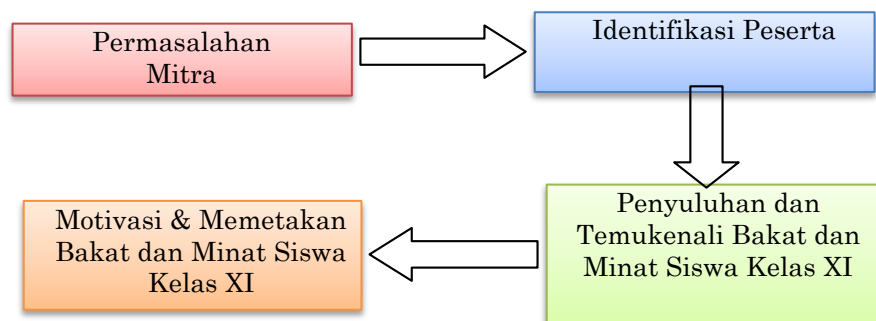 Permasalahan
Mitra
Identifikasi Peserta
Penyuluhan dan
Temukenali Bakat dan
Minat Siswa Kelas XI
Motivasi & Memetakan
Bakat dan Minat Siswa
Kelas XI